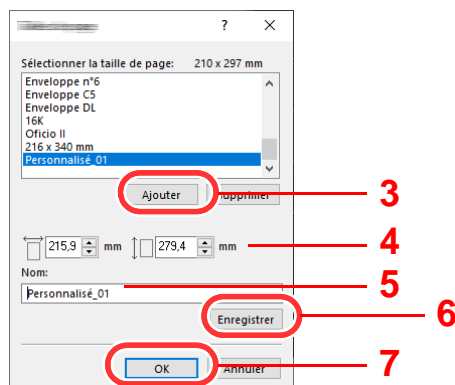 ? ×
Sélectionner la taille de page: 210 x 297 mm
Enveloppe n°6
Enveloppe C5
Enveloppe DL
16K
Oficio II
216 x 340 mm
Personnalisé_01
Ajouter Supprimer 3
215,9 mm 279,4 mm 4
Nom: 5
Personnalisé_01
Enregistrer 6
OK Annuler 7